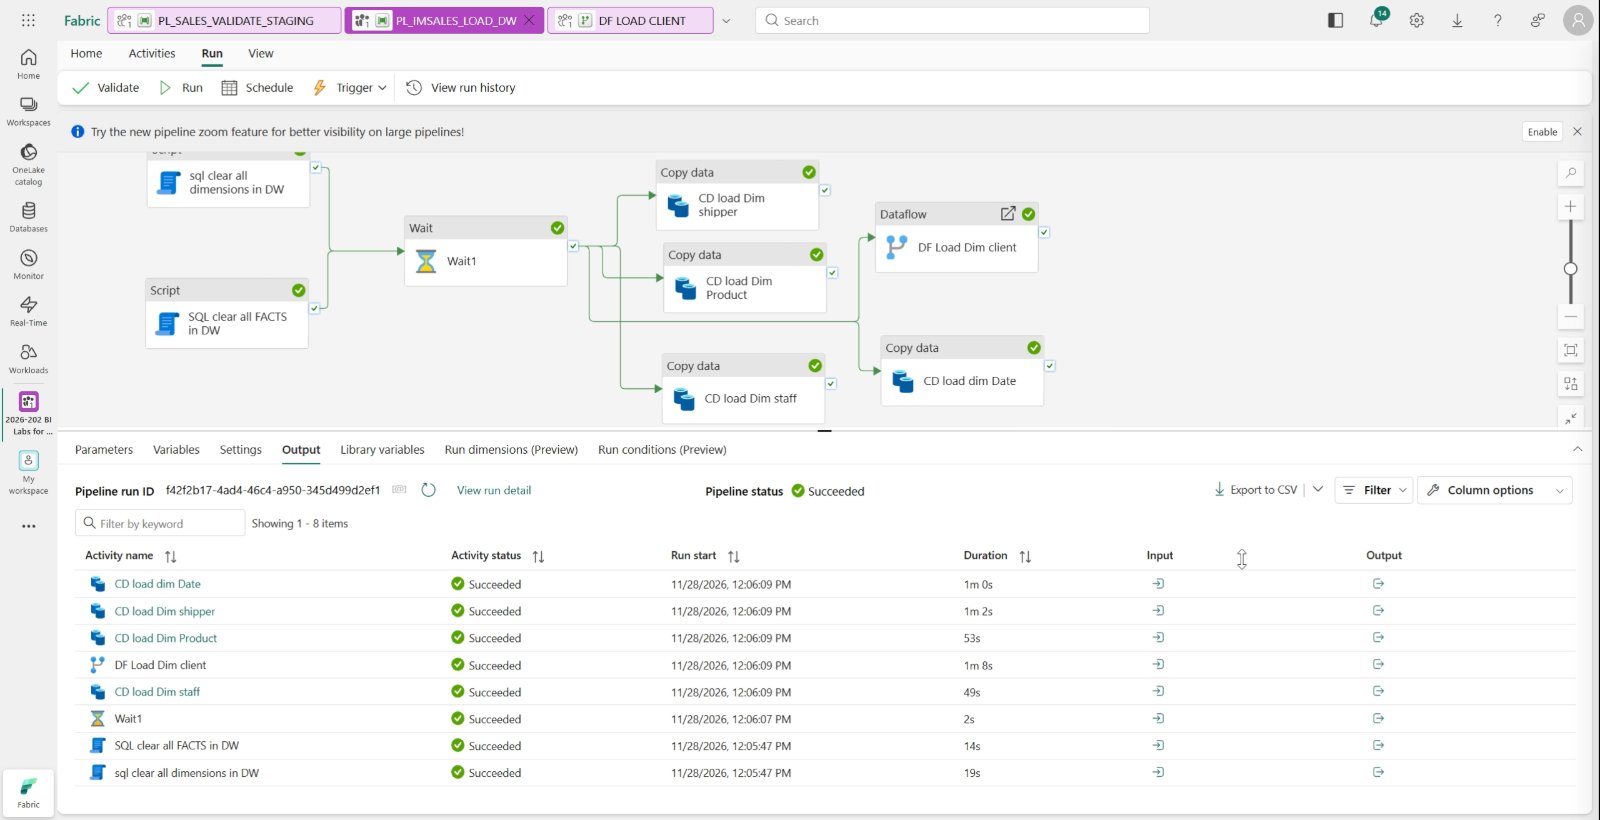 Fabric PL_SALES_VALIDATE_STAGING PL_IMSALES_LOAD_DW DF LOAD CLIENT Search 14
Home Activities Run View
Validate Run Schedule Trigger View run history
Try the new pipeline zoom feature for better visibility on large pipelines! Enable
Home
Workspaces
OneLake
catalog
Databases
Monitor
Real-Time
Workloads
2026-202 BI
Labs for ...
My
workspace
...
Fabric
Script
sql clear all
dimensions in DW
Script
SQL clear all FACTS
in DW
Wait
Wait1
Copy data
CD load Dim
shipper
Copy data
CD load Dim
Product
Copy data
CD load Dim staff
Dataflow
DF Load Dim client
Copy data
CD load dim Date
Parameters Variables Settings Output Library variables Run dimensions (Preview) Run conditions (Preview)
Pipeline run ID f42f2b17-4ad4-46c4-a950-345d499d2ef1 View run detail Pipeline status Succeeded Export to CSV Filter Column options
Filter by keyword Showing 1 - 8 items
Activity name Activity status Run start Duration Input Output
CD load dim Date Succeeded 11/28/2026, 12:06:09 PM 1m 0s
CD load Dim shipper Succeeded 11/28/2026, 12:06:09 PM 1m 2s
CD load Dim Product Succeeded 11/28/2026, 12:06:09 PM 53s
DF Load Dim client Succeeded 11/28/2026, 12:06:09 PM 1m 8s
CD load Dim staff Succeeded 11/28/2026, 12:06:09 PM 49s
Wait1 Succeeded 11/28/2026, 12:06:07 PM 2s
SQL clear all FACTS in DW Succeeded 11/28/2026, 12:05:47 PM 14s
sql clear all dimensions in DW Succeeded 11/28/2026, 12:05:47 PM 19s